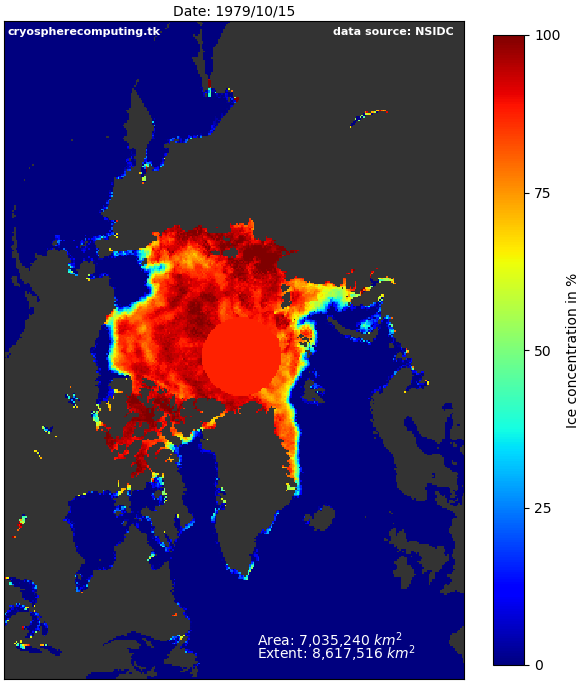 Date: 1979/10/15
cryospherecomputing.tk
data source: NSIDC
100
75
50
25
0
Ice concentration in %
Area: 7,035,240 km²
Extent: 8,617,516 km²